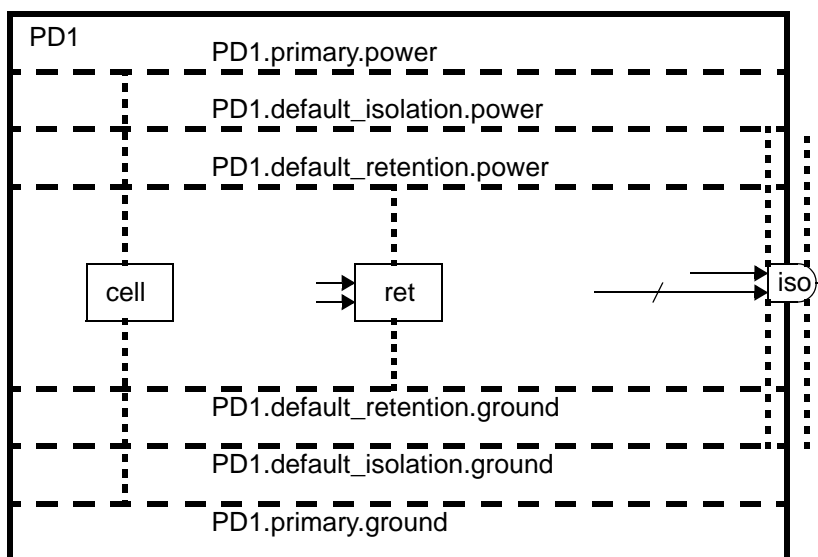 PD1
PD1.primary.power
PD1.default_isolation.power
PD1.default_retention.power
cell
ret
iso
PD1.default_retention.ground
PD1.default_isolation.ground
PD1.primary.ground